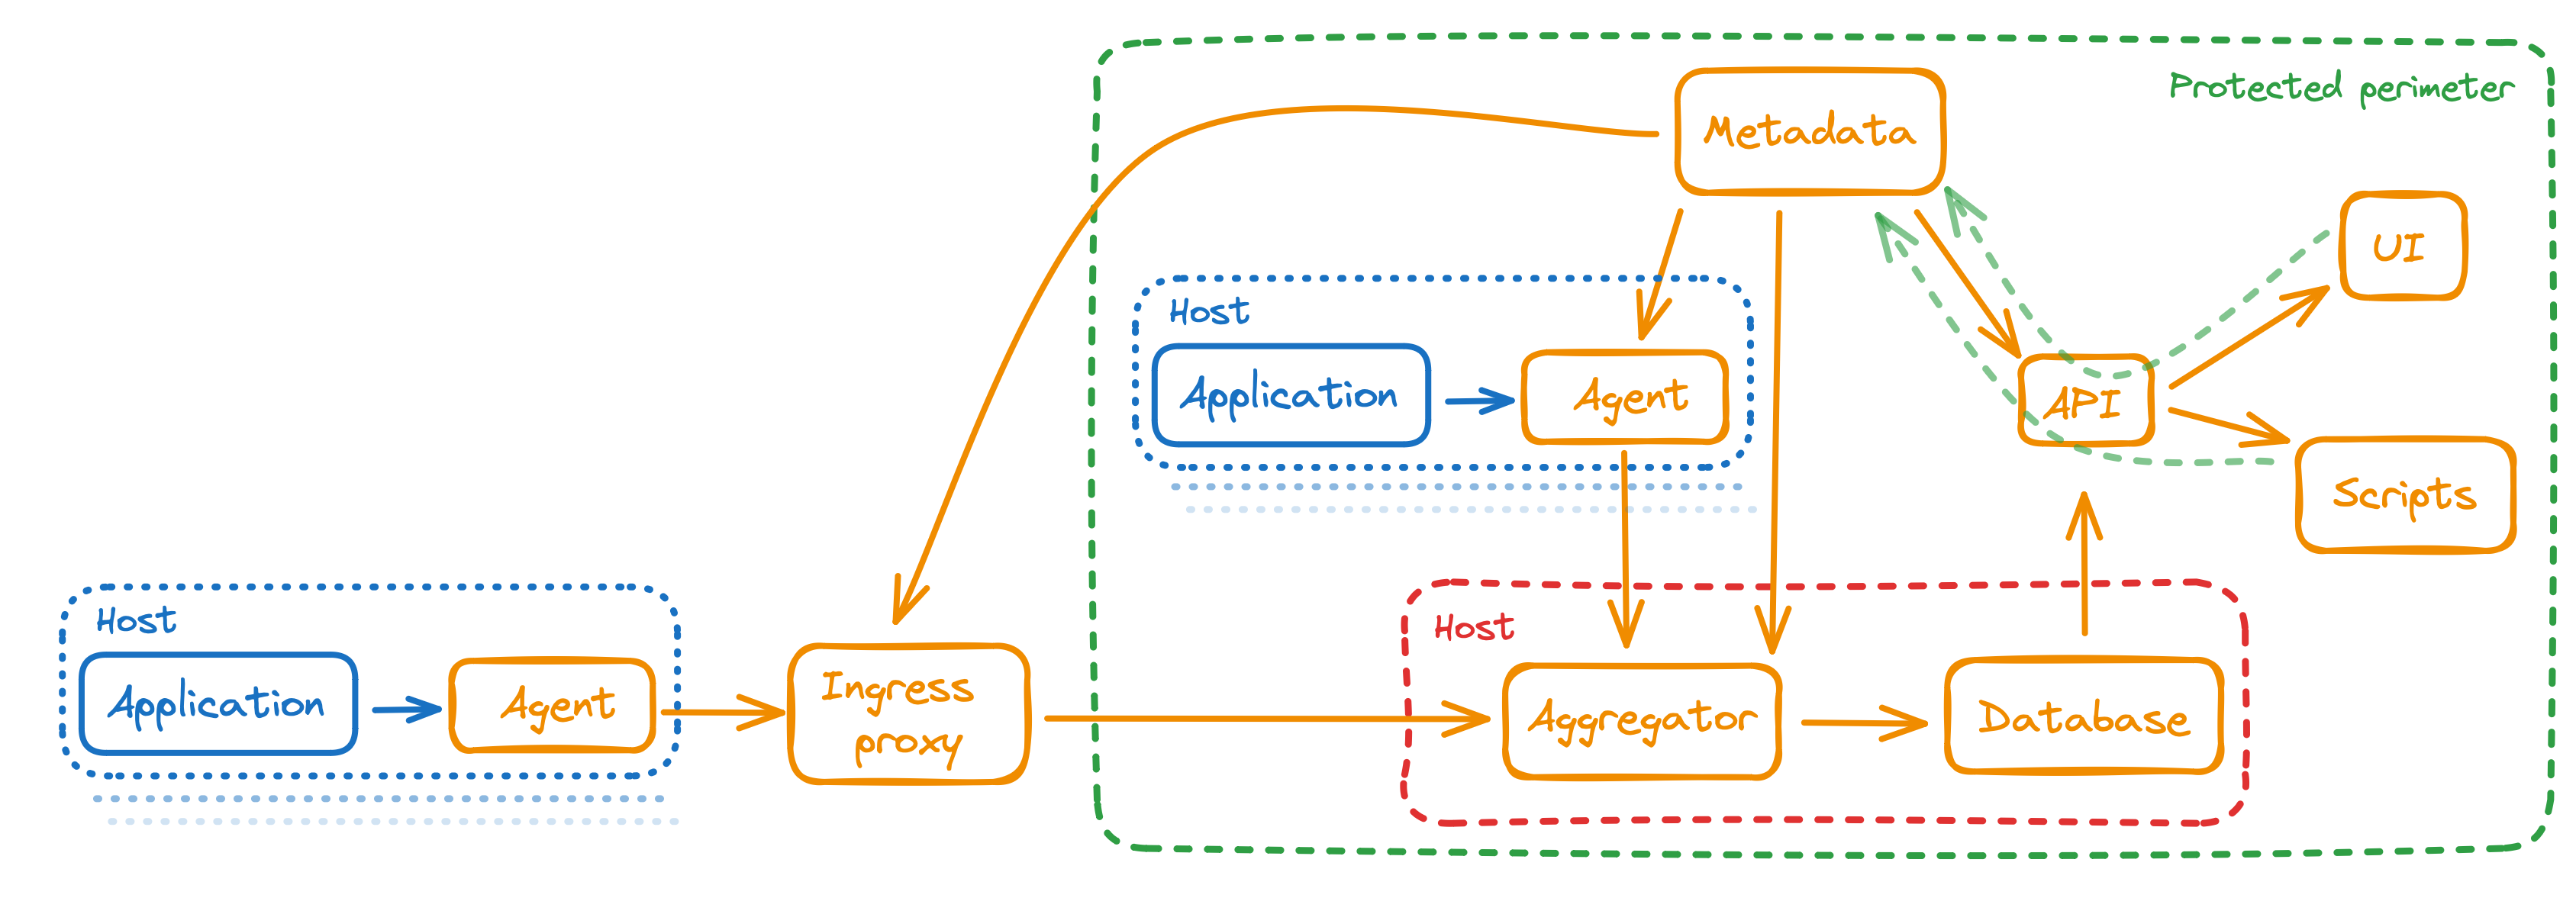 Protected perimeter
Metadata
UI
Host
Application
Agent
API
Scripts
Host
Application
Agent
Ingress
proxy
Host
Aggregator
Database